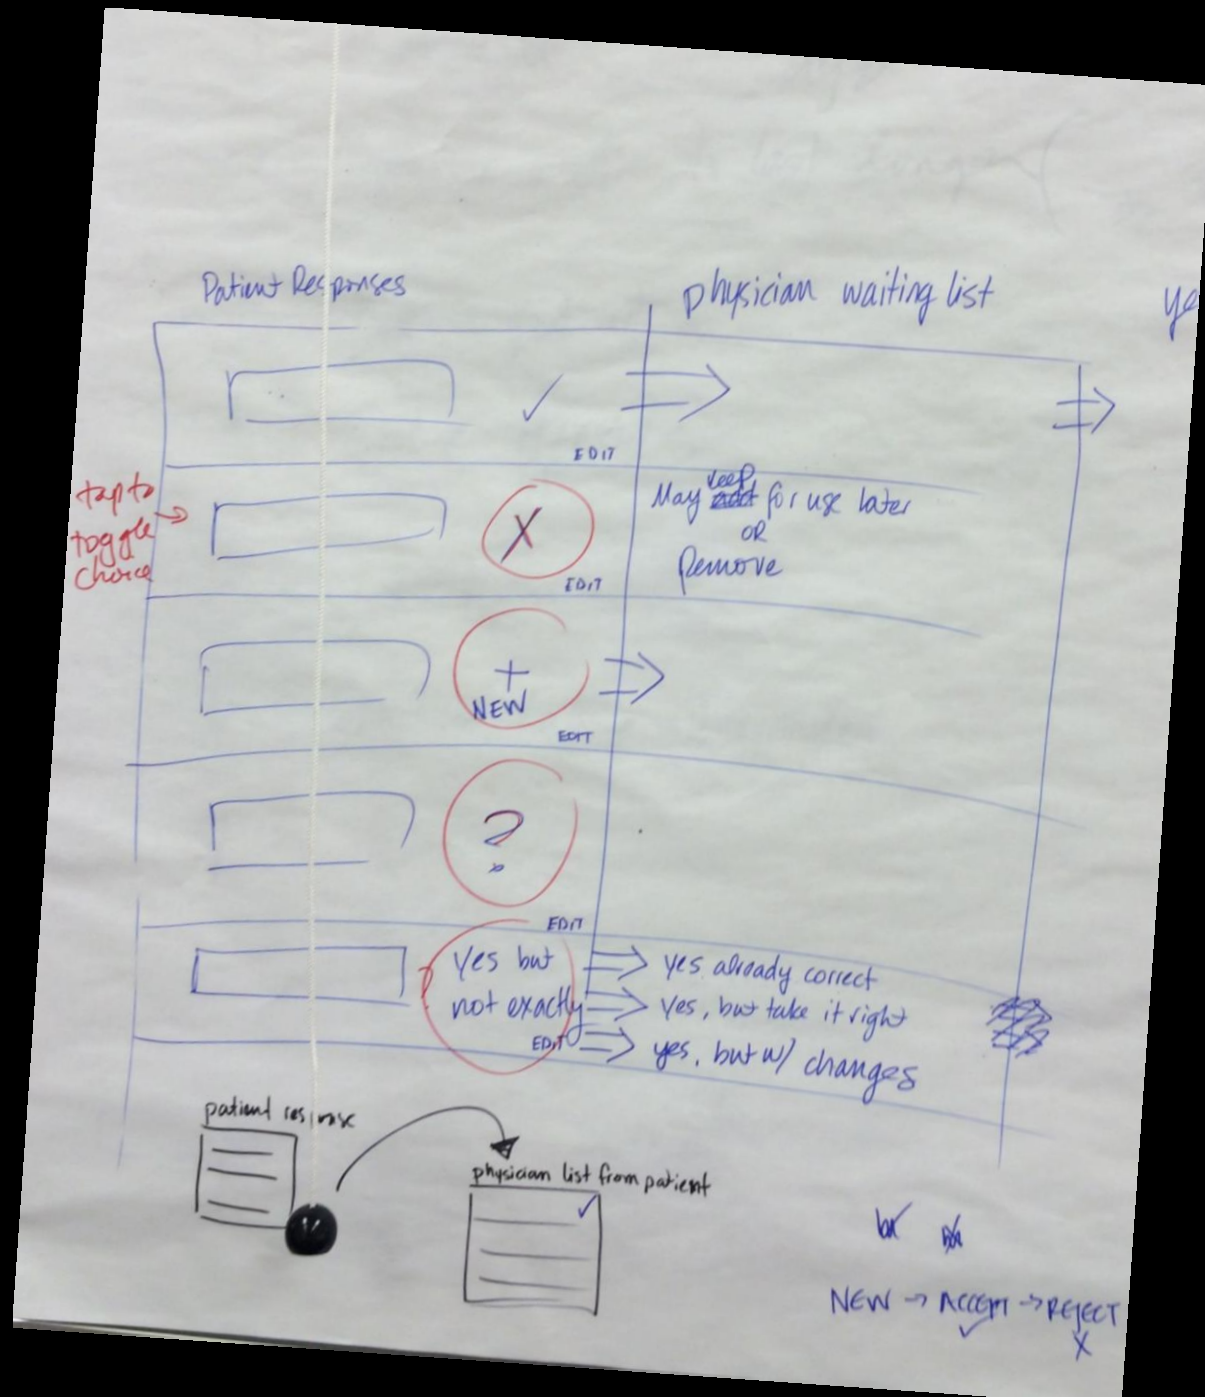 Patient Responses
physician waiting list
ye
EDIT
tap to
toggle
choice
X
EDIT
keep
May add for use later
OR
Remove
+
NEW
EDIT
?
EDIT
yes but
not exactly
EDIT
yes already correct
yes, but take it right
yes, but w/ changes
patient response
physician list from patient
NEW → ACCEPT → REJECT
✓ X